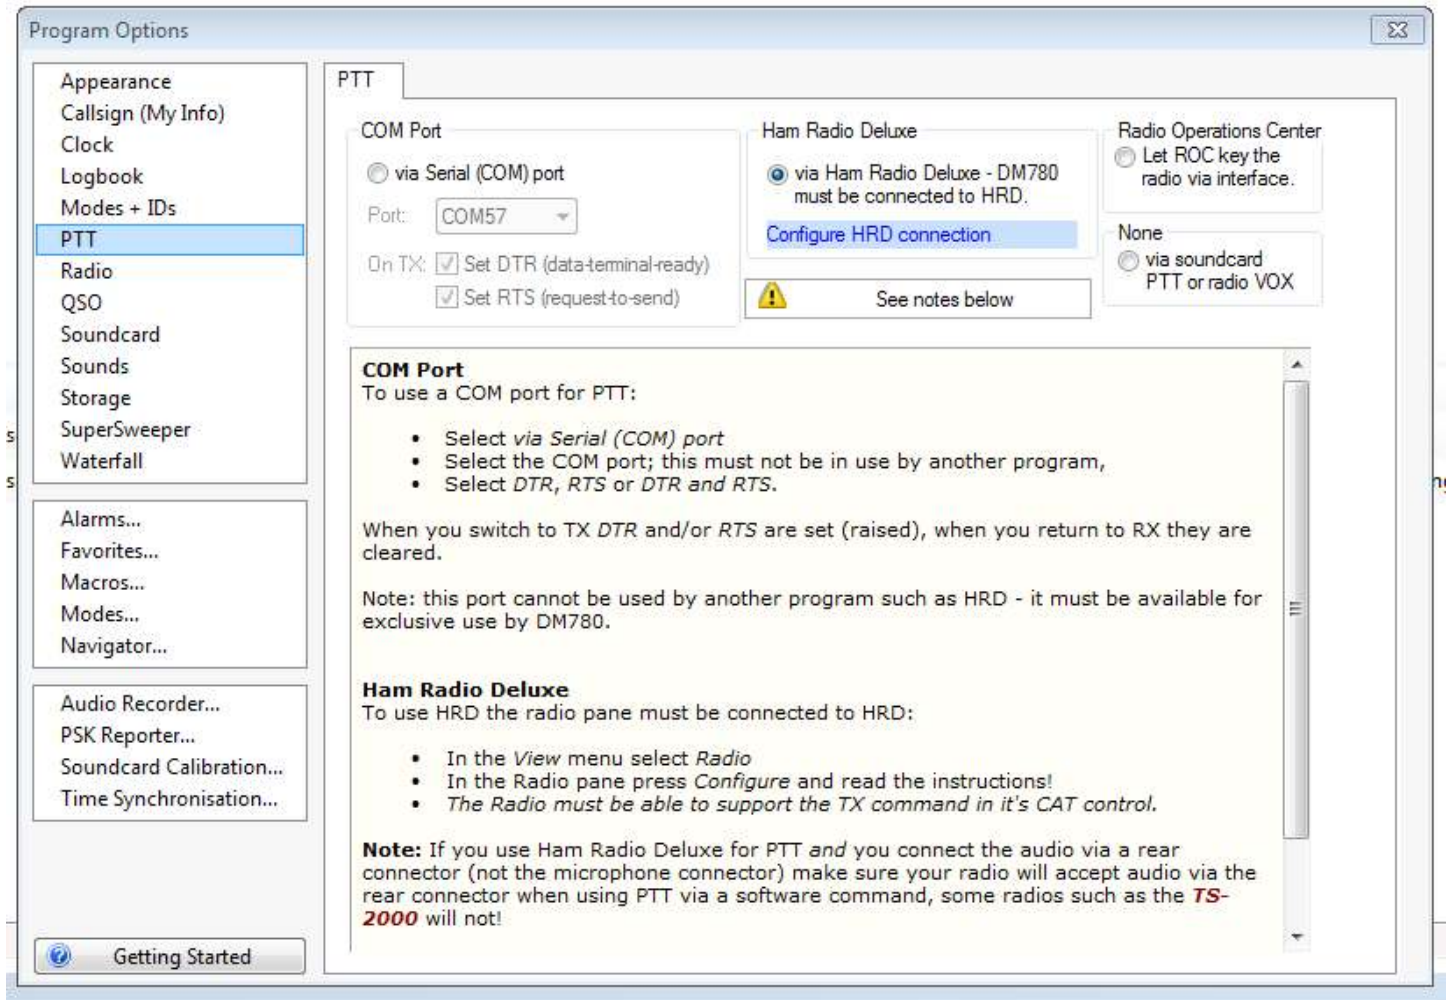 Program Options
Appearance
Callsign (My Info)
Clock
Logbook
Modes + IDs
PTT
Radio
QSO
Soundcard
Sounds
Storage
SuperSweeper
Waterfall
Alarms...
Favorites...
Macros...
Modes...
Navigator...
Audio Recorder...
PSK Reporter...
Soundcard Calibration...
Time Synchronisation...
Getting Started
PTT
COM Port
via Serial (COM) port
Port: COM57
On TX: Set DTR (data-terminal-ready)
Set RTS (request-to-send)
Ham Radio Deluxe
via Ham Radio Deluxe - DM780
must be connected to HRD.
Configure HRD connection
See notes below
Radio Operations Center
Let ROC key the
radio via interface.
None
via soundcard
PTT or radio VOX
COM Port
To use a COM port for PTT:
• Select via Serial (COM) port
• Select the COM port; this must not be in use by another program,
• Select DTR, RTS or DTR and RTS.
When you switch to TX DTR and/or RTS are set (raised), when you return to RX they are
cleared.
Note: this port cannot be used by another program such as HRD - it must be available for
exclusive use by DM780.
Ham Radio Deluxe
To use HRD the radio pane must be connected to HRD:
• In the View menu select Radio
• In the Radio pane press Configure and read the instructions!
• The Radio must be able to support the TX command in it's CAT control.
Note: If you use Ham Radio Deluxe for PTT and you connect the audio via a rear
connector (not the microphone connector) make sure your radio will accept audio via the
rear connector when using PTT via a software command, some radios such as the TS-
2000 will not!